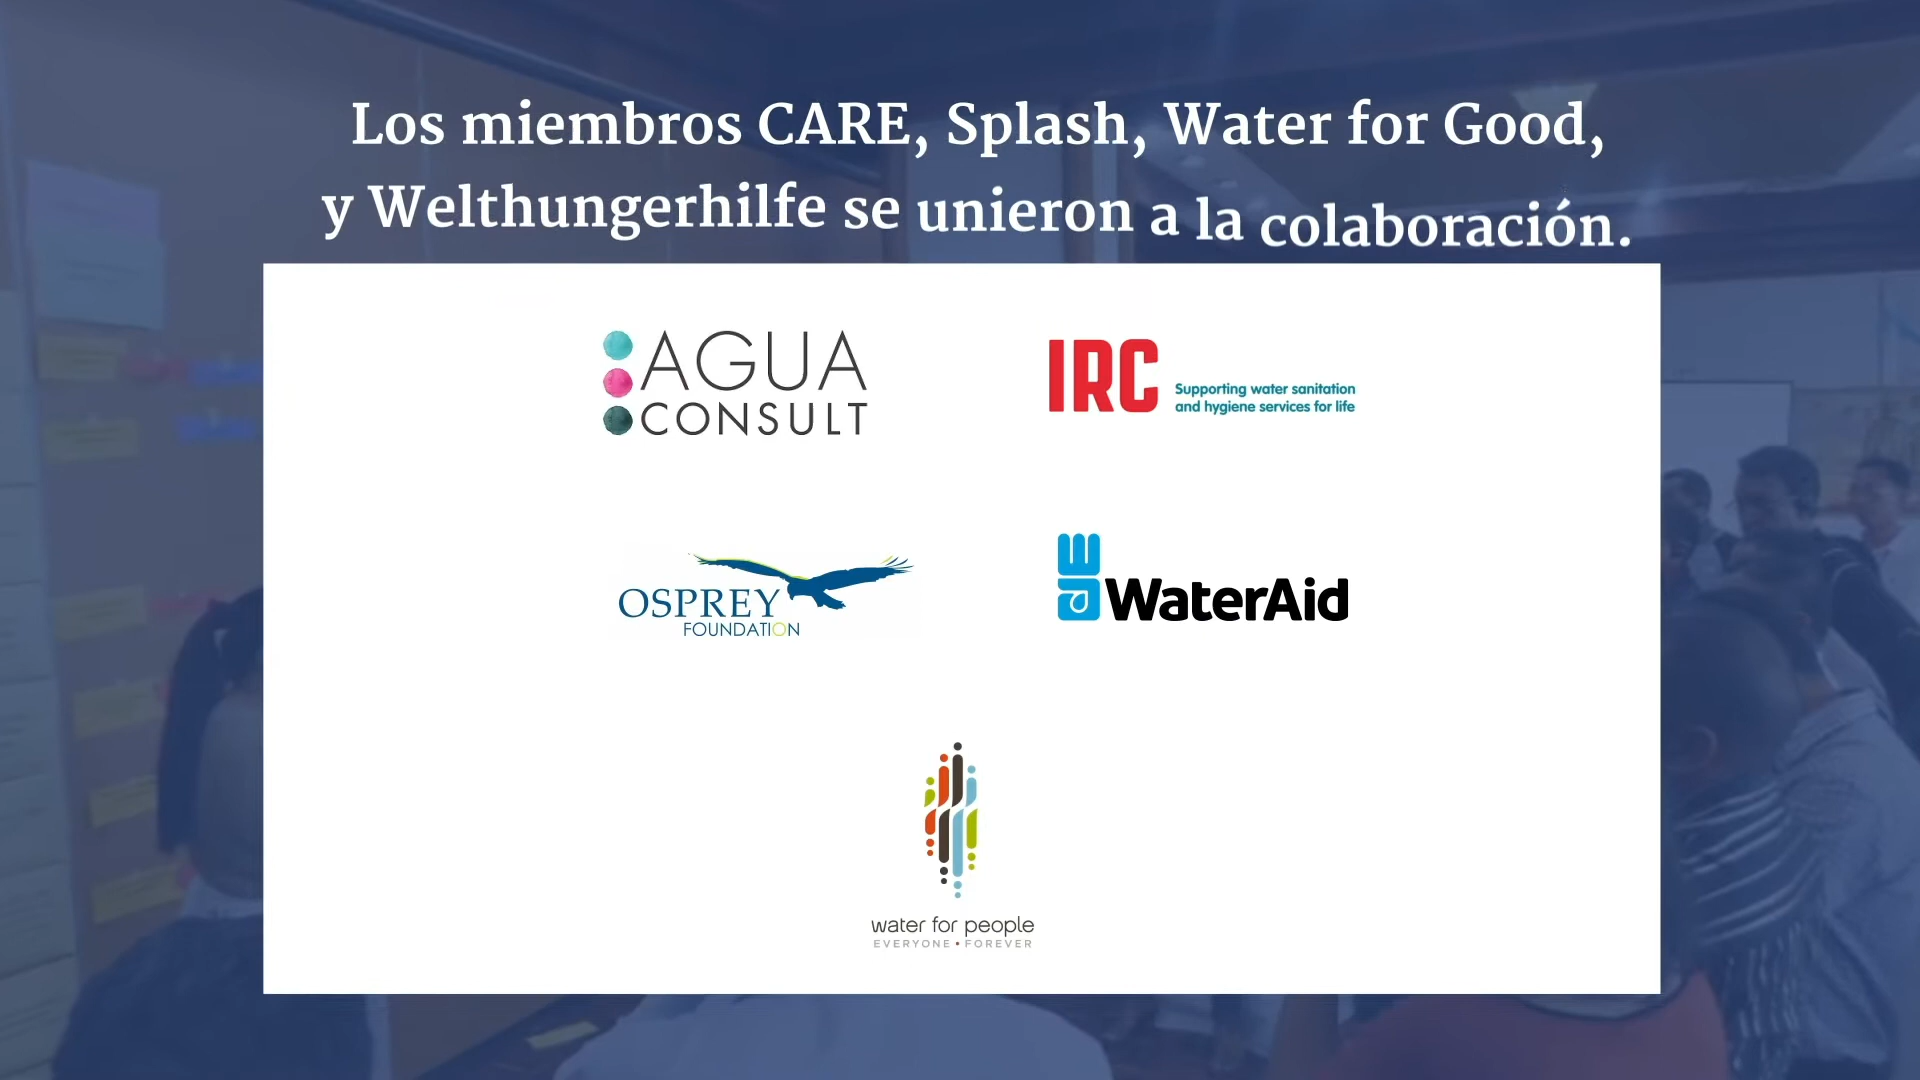 Los miembros CARE, Splash, Water for Good,
y Welthungerhilfe se unieron a la colaboración.
AGUA
CONSULT
IRC
Supporting water sanitation
and hygiene services for life
OSPREY
FOUNDATION
WaterAid
water for people
EVERYONE • FOREVER